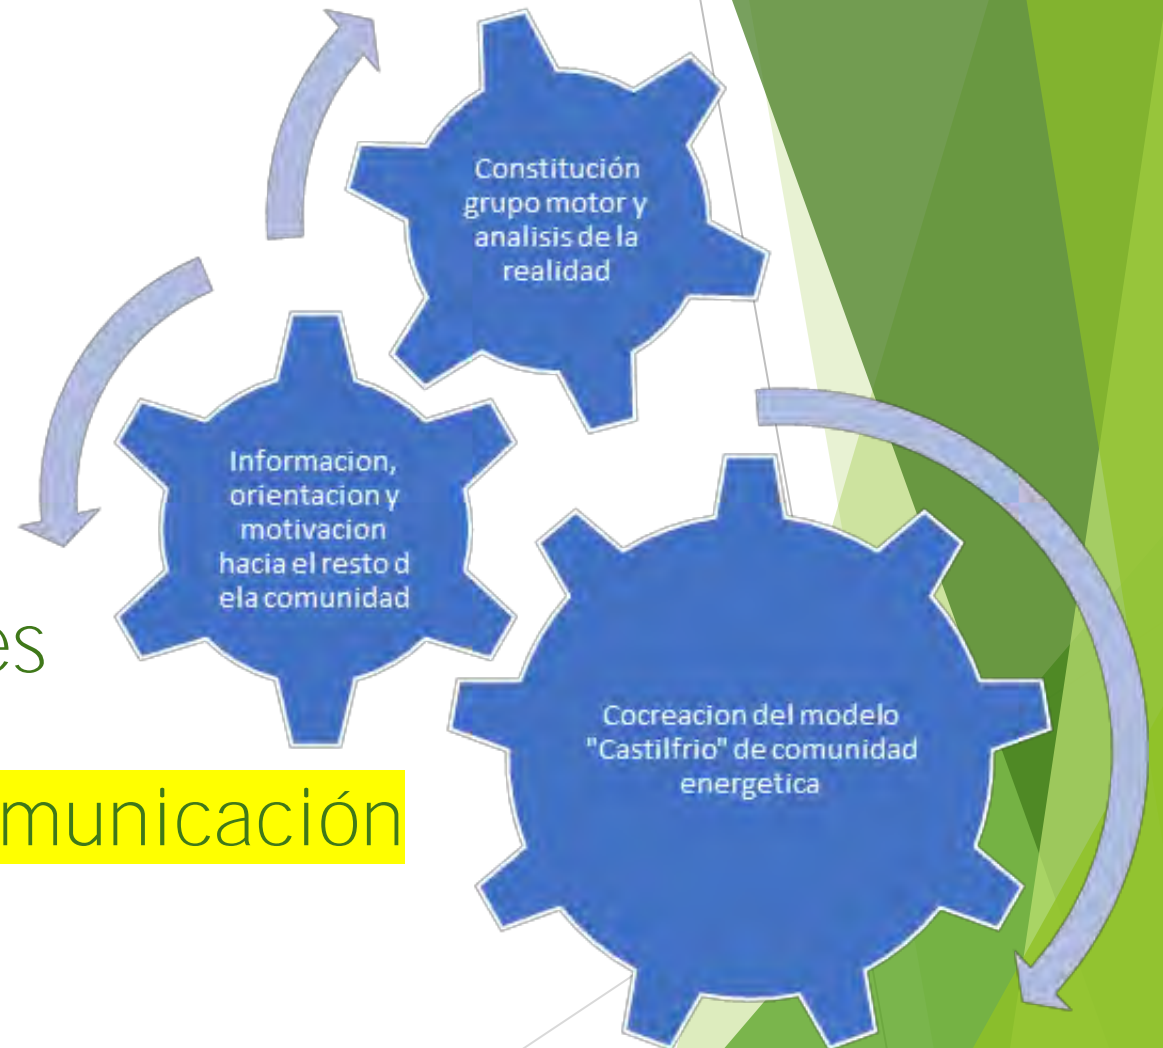 Constitución
grupo motor y
analisis de la
realidad
Informacion,
orientacion y
motivacion
hacia el resto d
ela comunidad
es
municación
Cocreacion del modelo
"Castilfrio" de comunidad
energetica